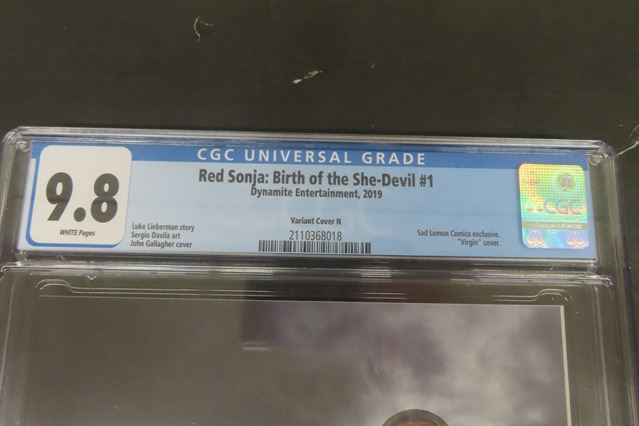 CGC UNIVERSAL GRADE
9.8
WHITE Pages
Red Sonja: Birth of the She-Devil #1
Dynamite Entertainment, 2019
Luke Lieberman story
Sergio Davila art
John Gallagher cover
Variant Cover N
2110368018
Sad Lemon Comics exclusive.
"Virgin" cover.
CGC